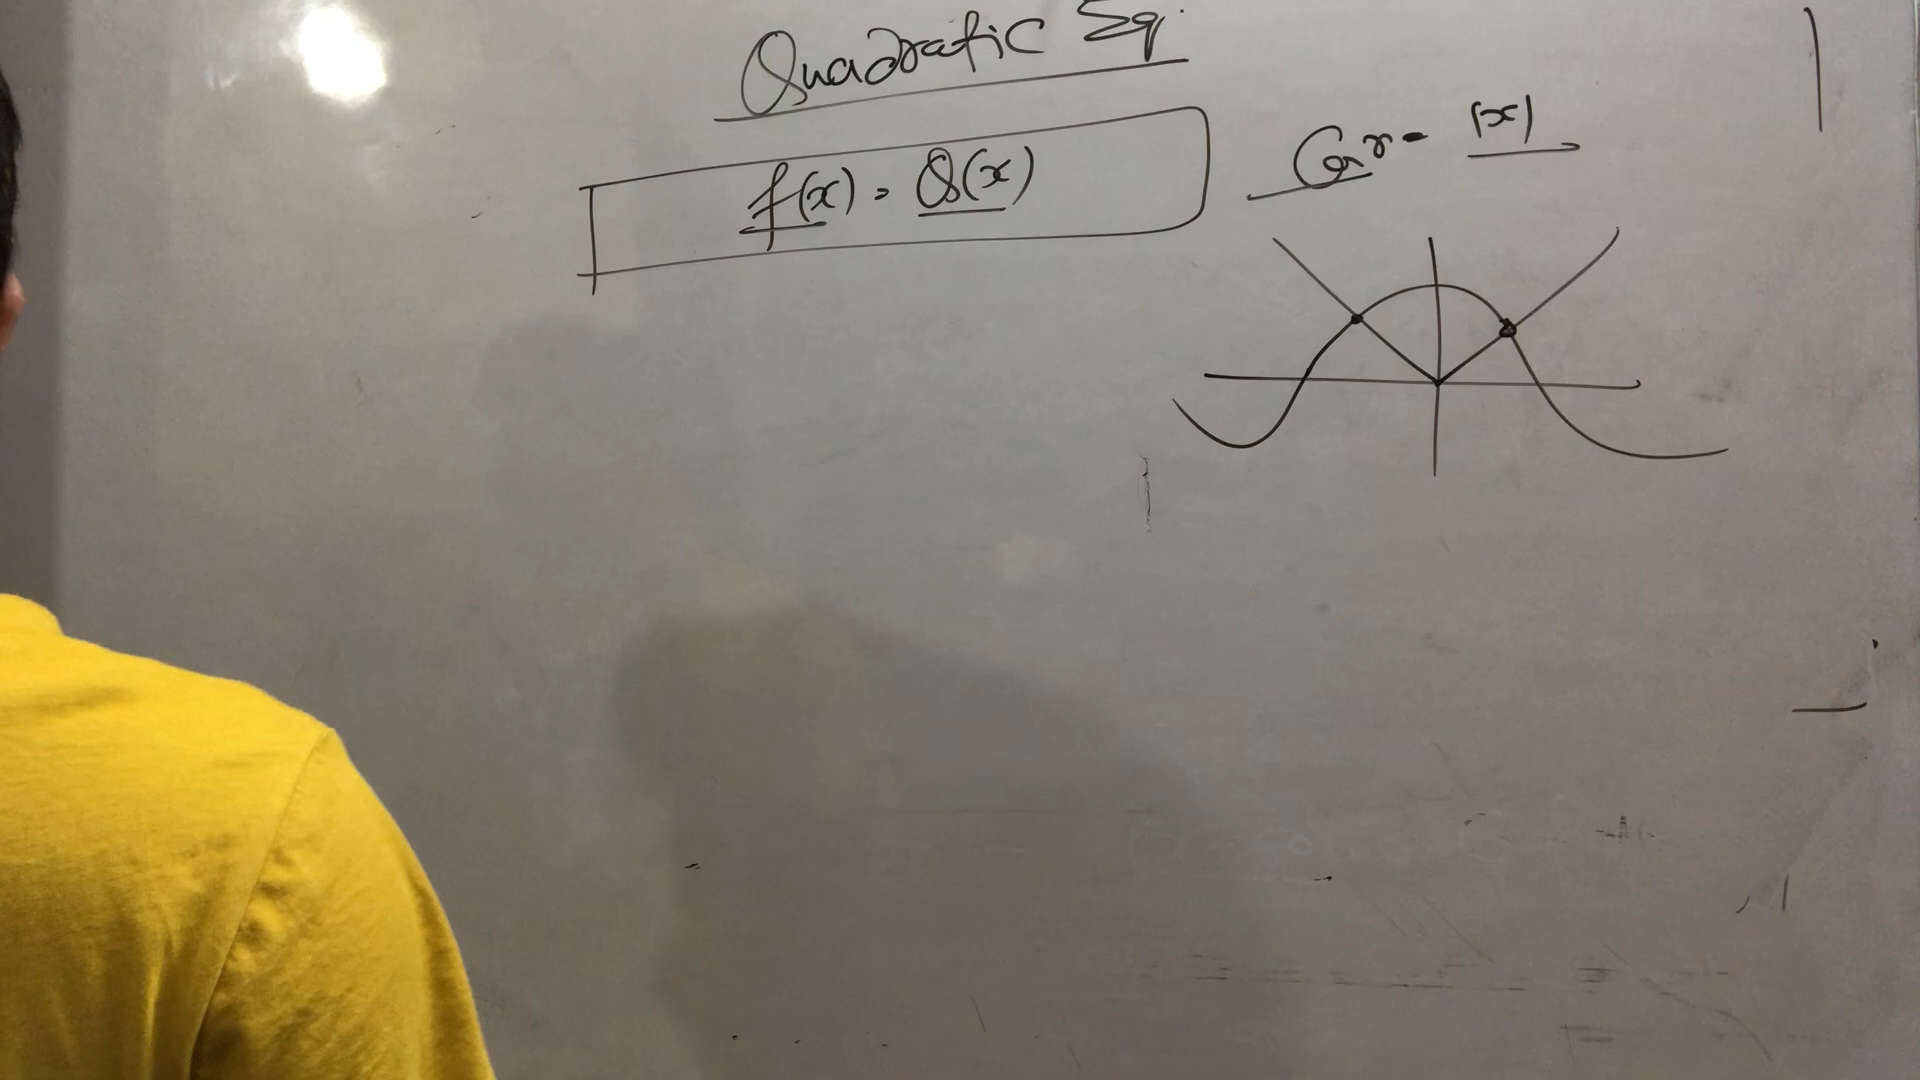 Quadratic Eq.
f(x) = Q(x)
Cos x = |x|